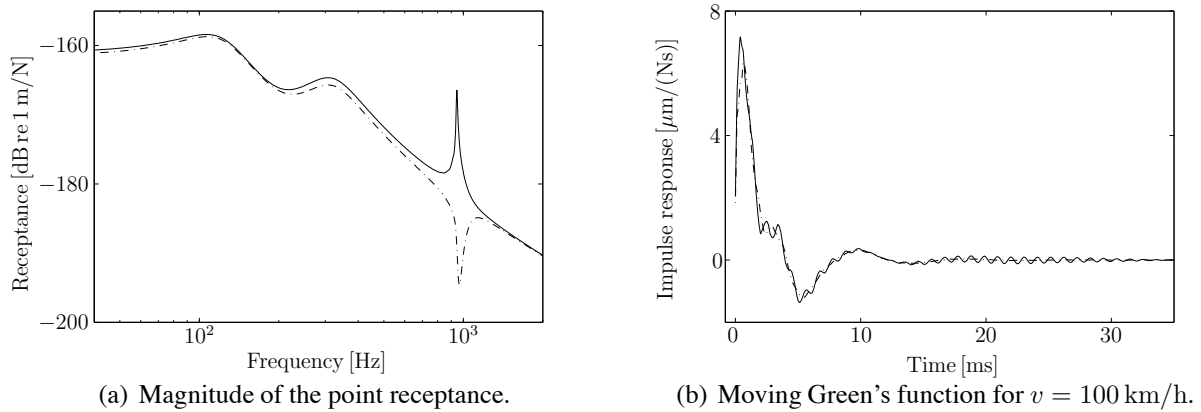 Receptance [dB re 1 m/N]
−160
−180
−200
10²
10³
Frequency [Hz]
(a) Magnitude of the point receptance.
Impulse response [μm/(Ns)]
8
4
0
0
10
20
30
Time [ms]
(b) Moving Green's function for v = 100 km/h.